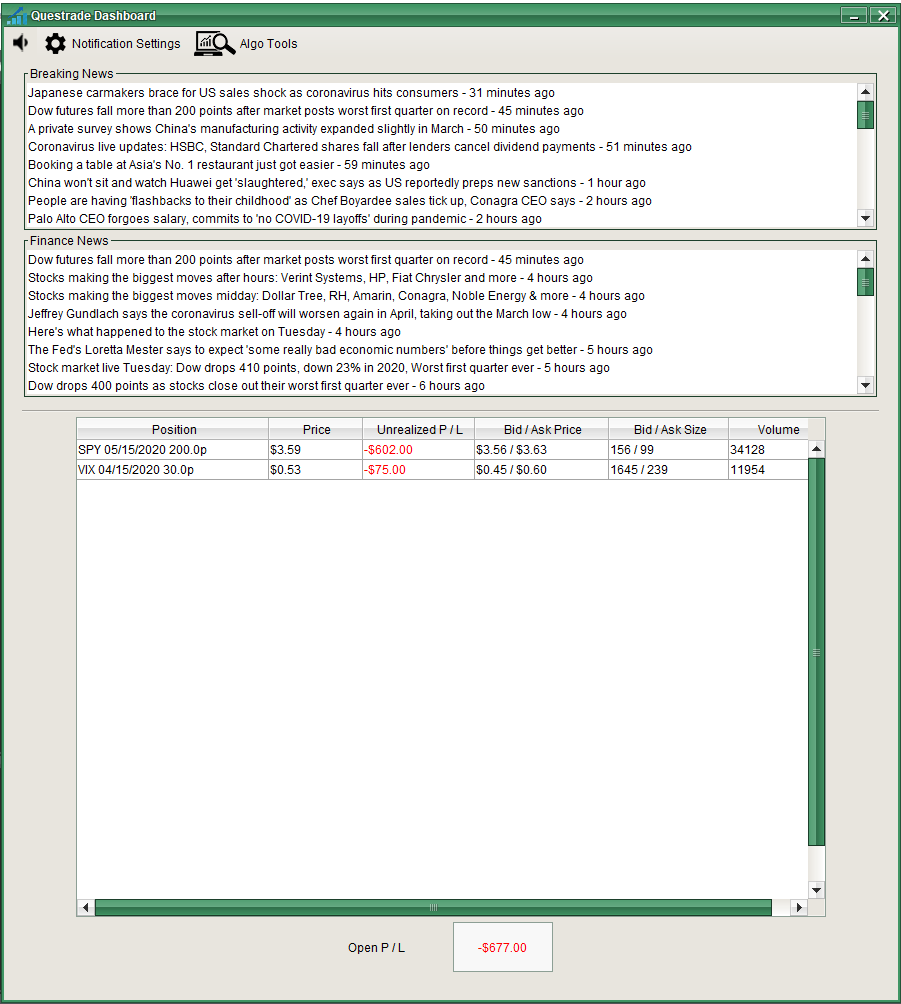 Questrade Dashboard
Notification Settings Algo Tools
Breaking News
Japanese carmakers brace for US sales shock as coronavirus hits consumers - 31 minutes ago
Dow futures fall more than 200 points after market posts worst first quarter on record - 45 minutes ago
A private survey shows China's manufacturing activity expanded slightly in March - 50 minutes ago
Coronavirus live updates: HSBC, Standard Chartered shares fall after lenders cancel dividend payments - 51 minutes ago
Booking a table at Asia's No. 1 restaurant just got easier - 59 minutes ago
China won't sit and watch Huawei get 'slaughtered,' exec says as US reportedly preps new sanctions - 1 hour ago
People are having 'flashbacks to their childhood' as Chef Boyardee sales tick up, Conagra CEO says - 2 hours ago
Palo Alto CEO forgoes salary, commits to 'no COVID-19 layoffs' during pandemic - 2 hours ago
Finance News
Dow futures fall more than 200 points after market posts worst first quarter on record - 45 minutes ago
Stocks making the biggest moves after hours: Verint Systems, HP, Fiat Chrysler and more - 4 hours ago
Stocks making the biggest moves midday: Dollar Tree, RH, Amarin, Conagra, Noble Energy & more - 4 hours ago
Jeffrey Gundlach says the coronavirus sell-off will worsen again in April, taking out the March low - 4 hours ago
Here's what happened to the stock market on Tuesday - 4 hours ago
The Fed's Loretta Mester says to expect 'some really bad economic numbers' before things get better - 5 hours ago
Stock market live Tuesday: Dow drops 410 points, down 23% in 2020, Worst first quarter ever - 5 hours ago
Dow drops 400 points as stocks close out their worst first quarter ever - 6 hours ago
Position Price Unrealized P / L Bid / Ask Price Bid / Ask Size Volume
SPY 05/15/2020 200.0p $3.59 -$602.00 $3.56 / $3.63 156 / 99 34128
VIX 04/15/2020 30.0p $0.53 -$75.00 $0.45 / $0.60 1645 / 239 11954
Open P / L -$677.00